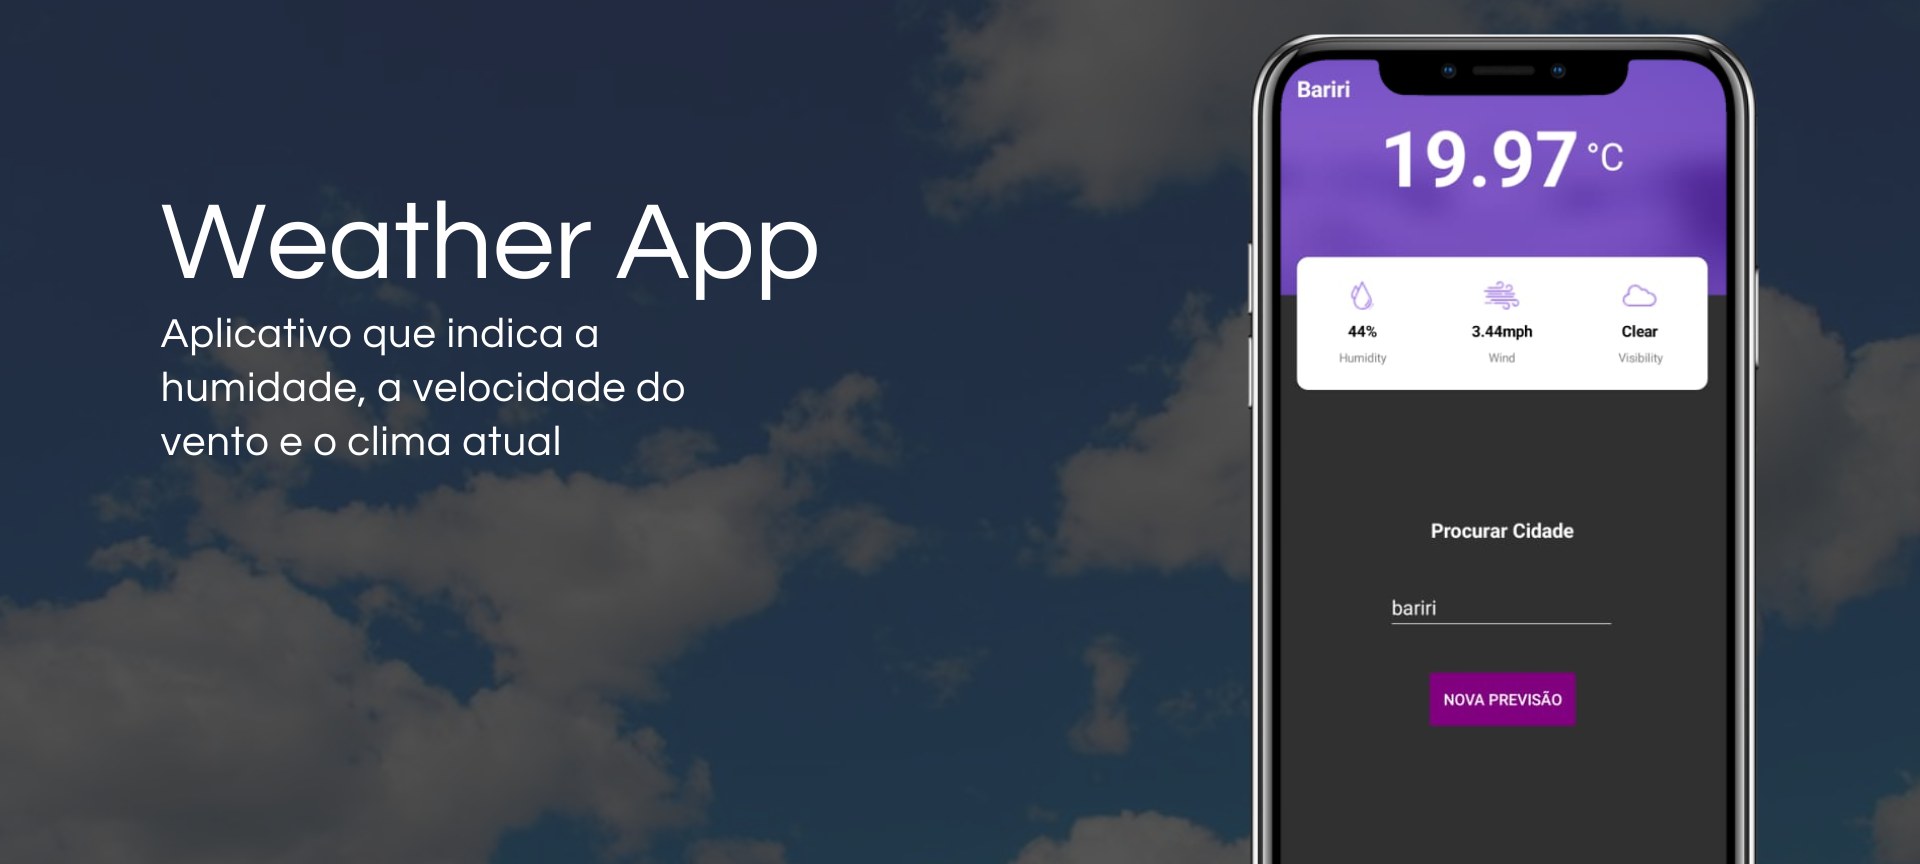 Weather App
Aplicativo que indica a
humidade, a velocidade do
vento e o clima atual
Bariri
19.97 °C
44% 3.44mph Clear
Humidity Wind Visibility
Procurar Cidade
bariri
NOVA PREVISÃO